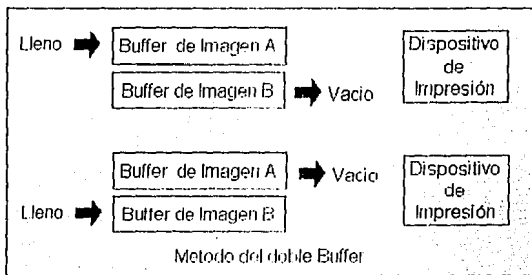 Lleno Buffer de Imagen A
Buffer de Imagen B Vacio
Dispositivo
de
Impresión
Buffer de Imagen A Vacio
Lleno Buffer de Imagen B
Dispositivo
de
Impresión
Metodo del doble Buffer